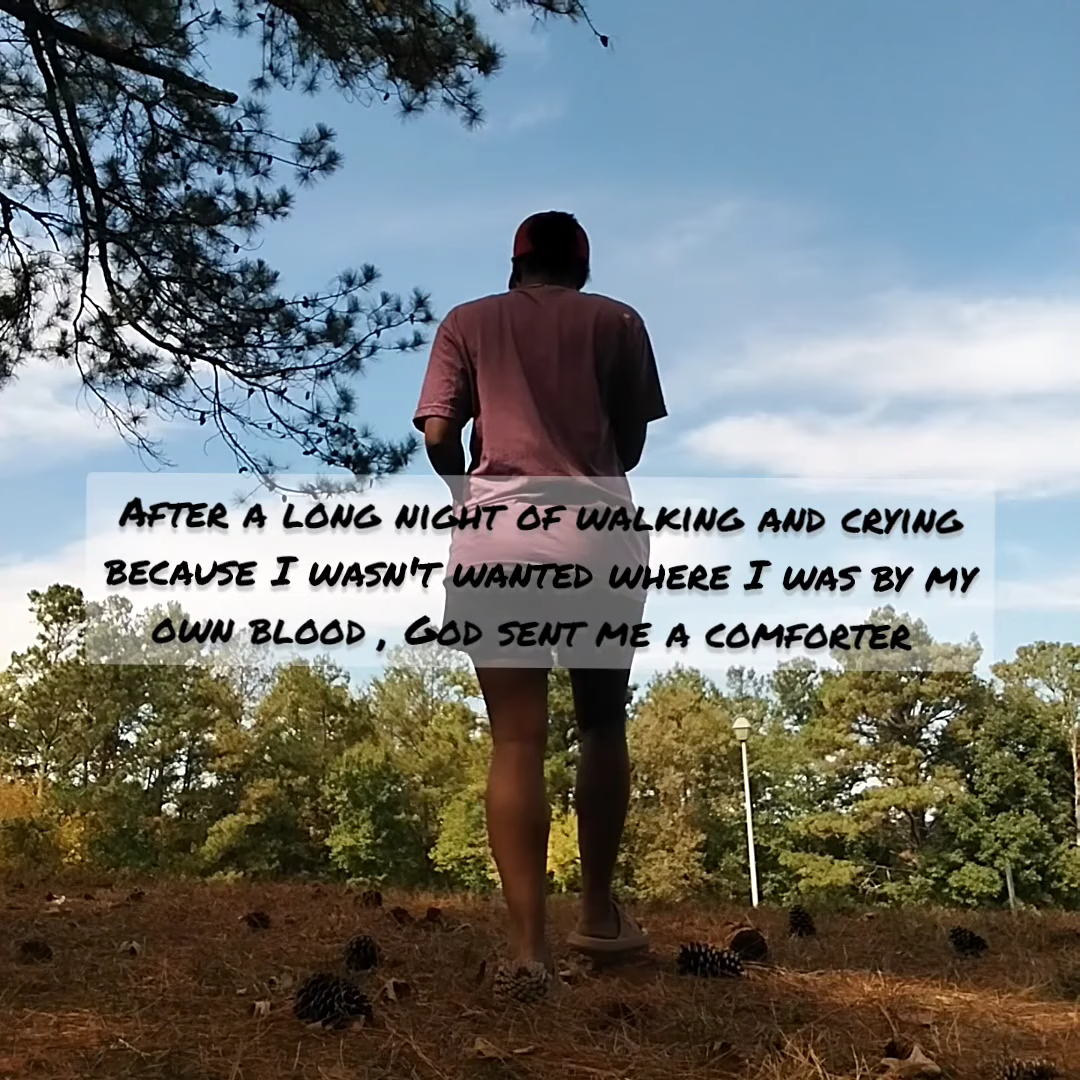 After a long night of walking and crying
because I wasn't wanted where I was by my
own blood , God sent me a comforter